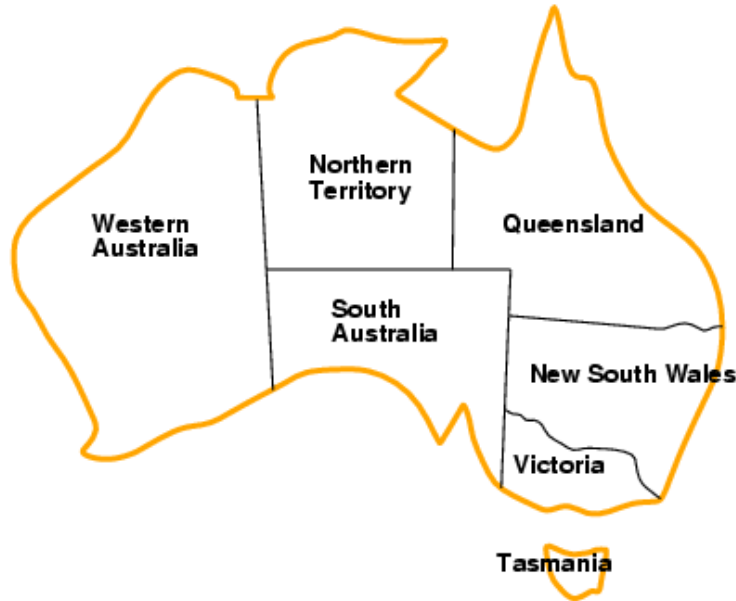 Northern
Territory
Western
Australia
Queensland
South
Australia
New South Wales
Victoria
Tasmania